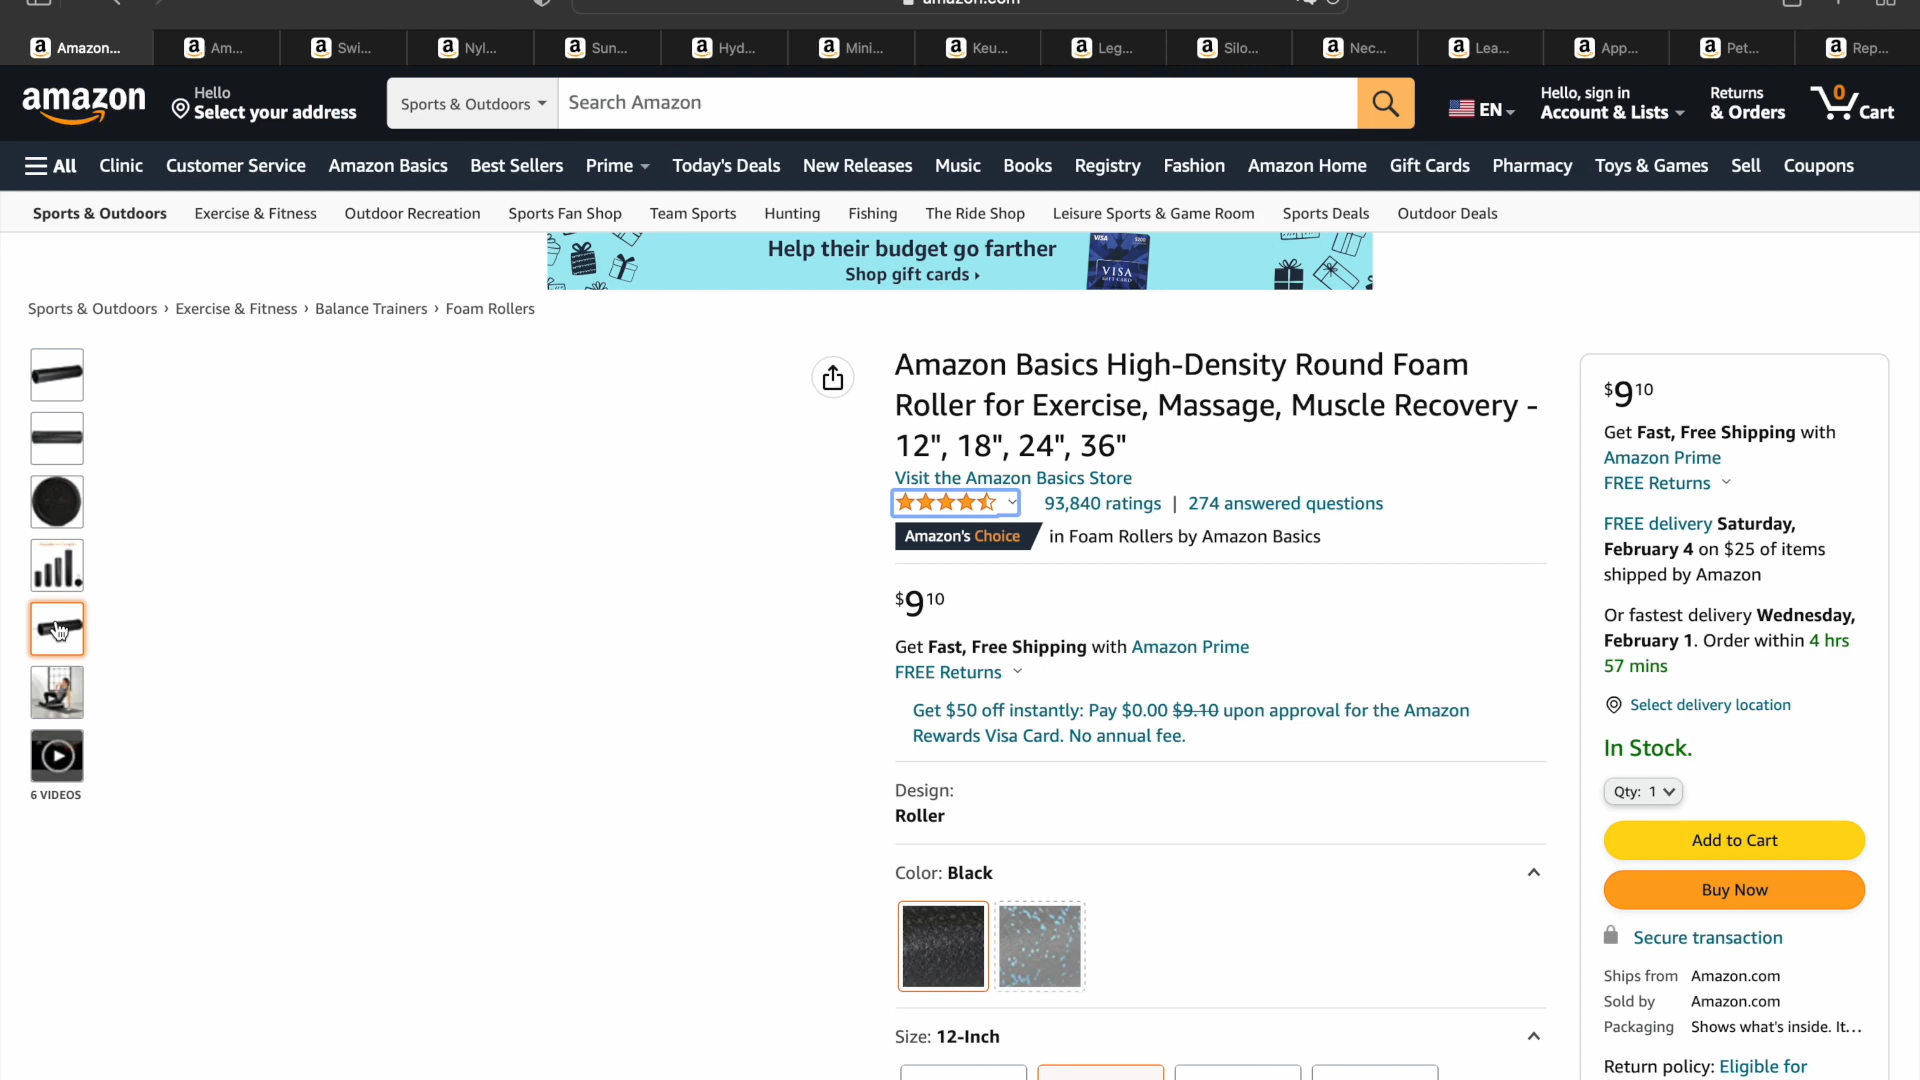 amazon.com
Amazon...
Am...
Swi...
Nyl...
Sun...
Hyd...
Mini...
Keu...
Leg...
Silo...
Nec...
Lea...
App...
Pet...
Rep...
amazon
Hello
Select your address
Sports & Outdoors
Search Amazon
EN
Hello, sign in
Account & Lists
Returns
& Orders
0
Cart
All Clinic Customer Service Amazon Basics Best Sellers Prime Today's Deals New Releases Music Books Registry Fashion Amazon Home Gift Cards Pharmacy Toys & Games Sell Coupons
Sports & Outdoors Exercise & Fitness Outdoor Recreation Sports Fan Shop Team Sports Hunting Fishing The Ride Shop Leisure Sports & Game Room Sports Deals Outdoor Deals
Help their budget go farther
Shop gift cards ›
VISA
VISA
Sports & Outdoors › Exercise & Fitness › Balance Trainers › Foam Rollers
6 VIDEOS
Amazon Basics High-Density Round Foam
Roller for Exercise, Massage, Muscle Recovery -
12", 18", 24", 36"
Visit the Amazon Basics Store
93,840 ratings | 274 answered questions
Amazon's Choice in Foam Rollers by Amazon Basics
$9 10
Get Fast, Free Shipping with Amazon Prime
FREE Returns
Get $50 off instantly: Pay $0.00 $9.10 upon approval for the Amazon
Rewards Visa Card. No annual fee.
Design:
Roller
Color: Black
Size: 12-Inch
$9 10
Get Fast, Free Shipping with
Amazon Prime
FREE Returns
FREE delivery Saturday,
February 4 on $25 of items
shipped by Amazon
Or fastest delivery Wednesday,
February 1. Order within 4 hrs
57 mins
Select delivery location
In Stock.
Qty: 1
Add to Cart
Buy Now
Secure transaction
Ships from Amazon.com
Sold by Amazon.com
Packaging Shows what's inside. It...
Return policy: Eligible for